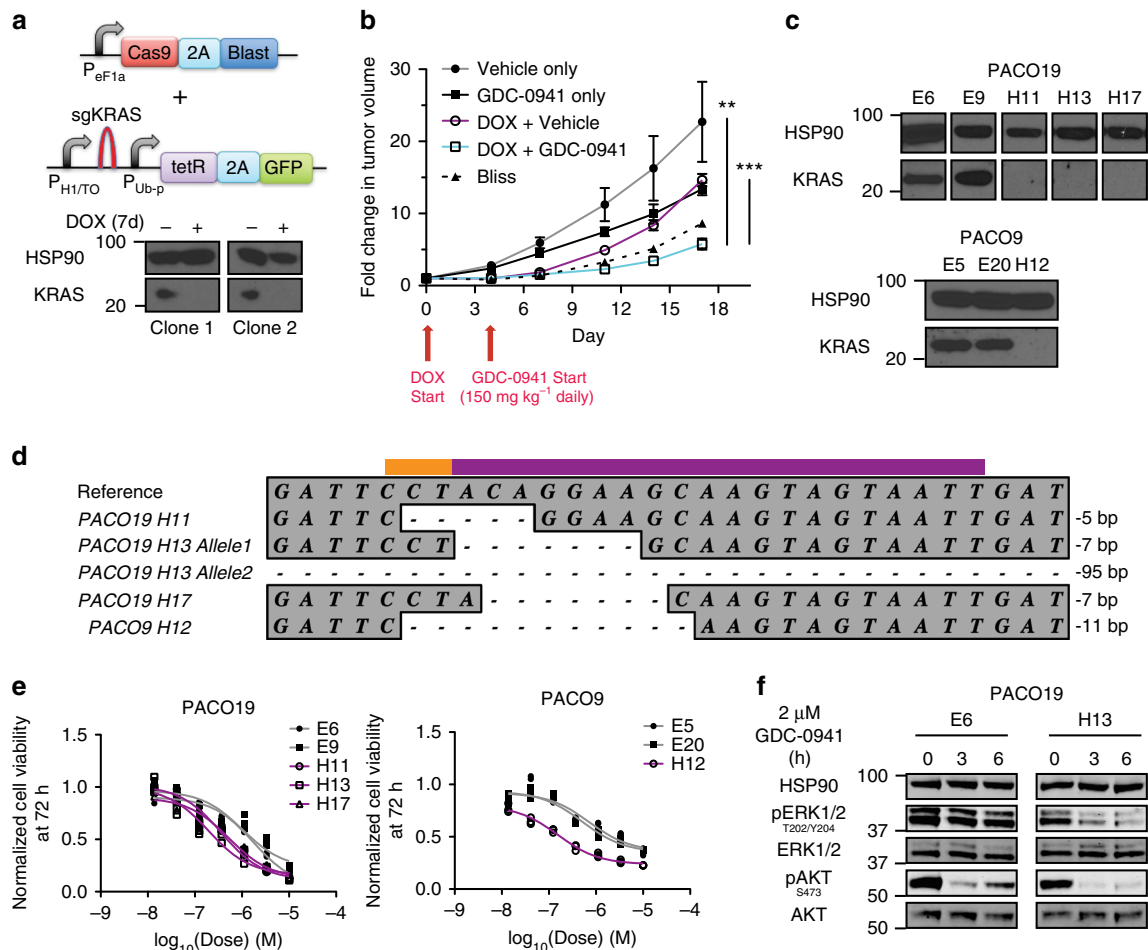 a
Cas9 2A Blast
PeF1a
+
sgKRAS
tetR 2A GFP
PH1/TO PUb-p
DOX (7d) – + – +
100
HSP90
KRAS
20
Clone 1 Clone 2
b
Fold change in tumor volume
30
20
10
5
0
0 3 6 9 12 15 18
Day
Vehicle only
GDC-0941 only
DOX + Vehicle
DOX + GDC-0941
Bliss
**
***
DOX Start
GDC-0941 Start
(150 mg kg–1 daily)
c
PACO19
E6 E9 H11 H13 H17
100
HSP90
KRAS
20
PACO9
E5 E20 H12
100
HSP90
KRAS
20
d
Reference G A T T C C T A C A G G A A G C A A G T A G T A A T T G A T
PACO19 H11 G A T T C - - - - - G G A A G C A A G T A G T A A T T G A T -5 bp
PACO19 H13 Allele1 G A T T C C T - - - - - - - G C A A G T A G T A A T T G A T -7 bp
PACO19 H13 Allele2 - - - - - - - - - - - - - - - - - - - - - - - - - - - - - - -95 bp
PACO19 H17 G A T T C C T A - - - - - - - C A A G T A G T A A T T G A T -7 bp
PACO9 H12 G A T T C - - - - - - - - - - - A A G T A G T A A T T G A T -11 bp
e
PACO19
Normalized cell viability
at 72 h
1.5
1.0
0.5
0.0
–9 –8 –7 –6 –5 –4
log10(Dose) (M)
E6
E9
H11
H13
H17
PACO9
Normalized cell viability
at 72 h
1.5
1.0
0.5
0.0
–9 –8 –7 –6 –5 –4
log10(Dose) (M)
E5
E20
H12
f
PACO19
2 μM
GDC-0941
(h)
E6 H13
0 3 6 0 3 6
HSP90 100
pERK1/2
T202/Y204 37
ERK1/2
37
pAKT
S473 50
AKT
50